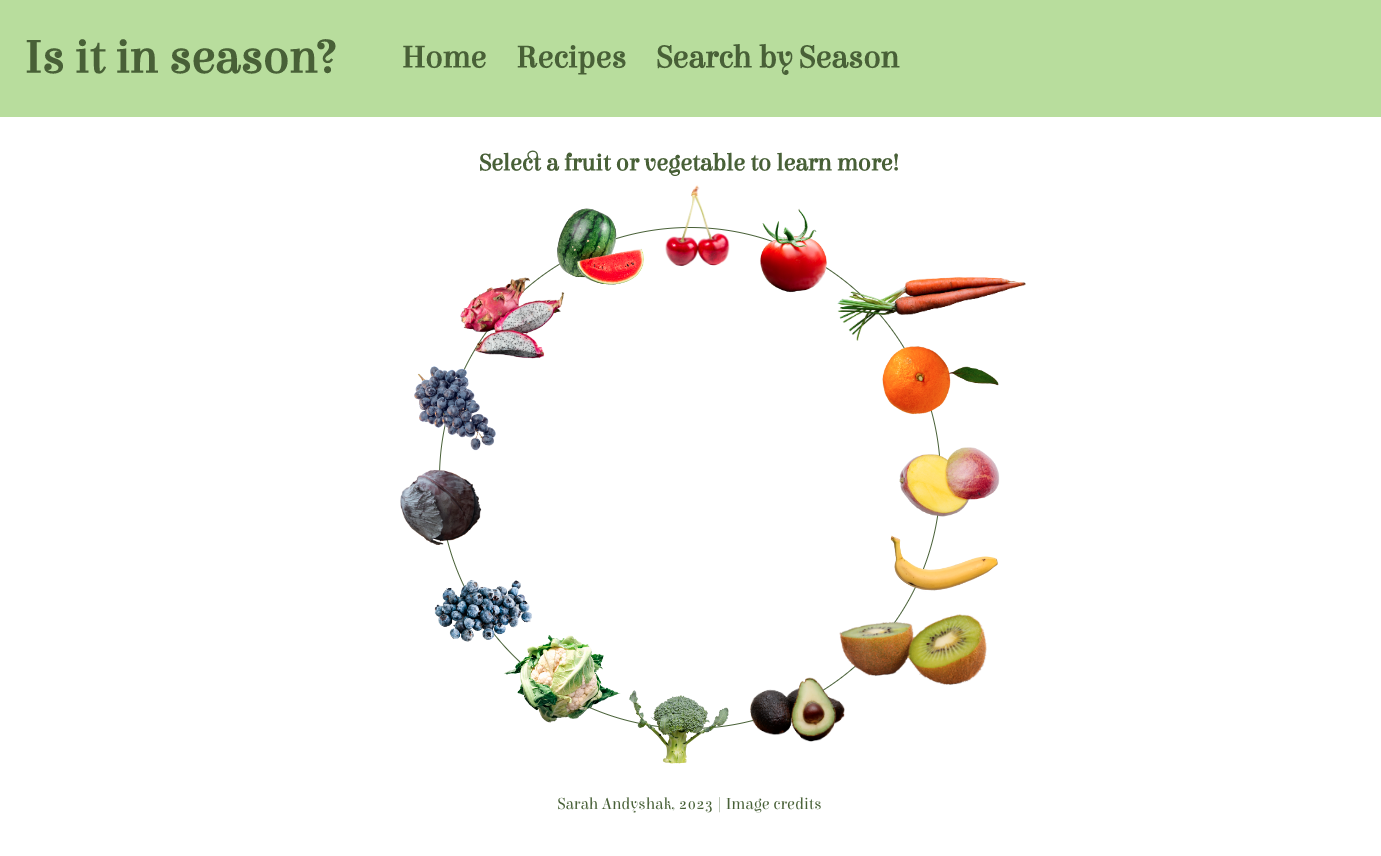 Is it in season?
Home Recipes Search by Season
Select a fruit or vegetable to learn more!
Sarah Andyshak, 2023 | Image credits